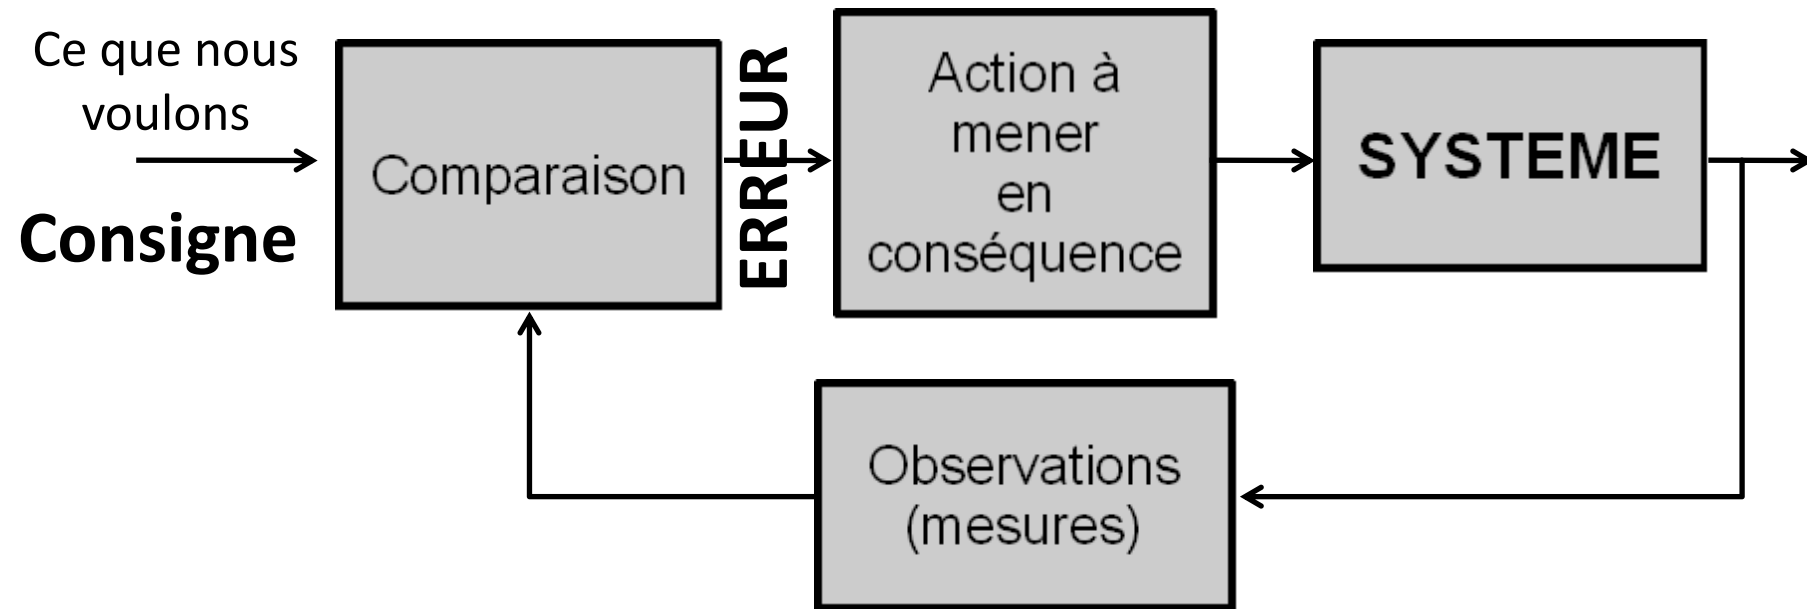 Ce que nous
voulons
Consigne
Comparaison
ERREUR
Action à
mener
en
conséquence
SYSTEME
Observations
(mesures)